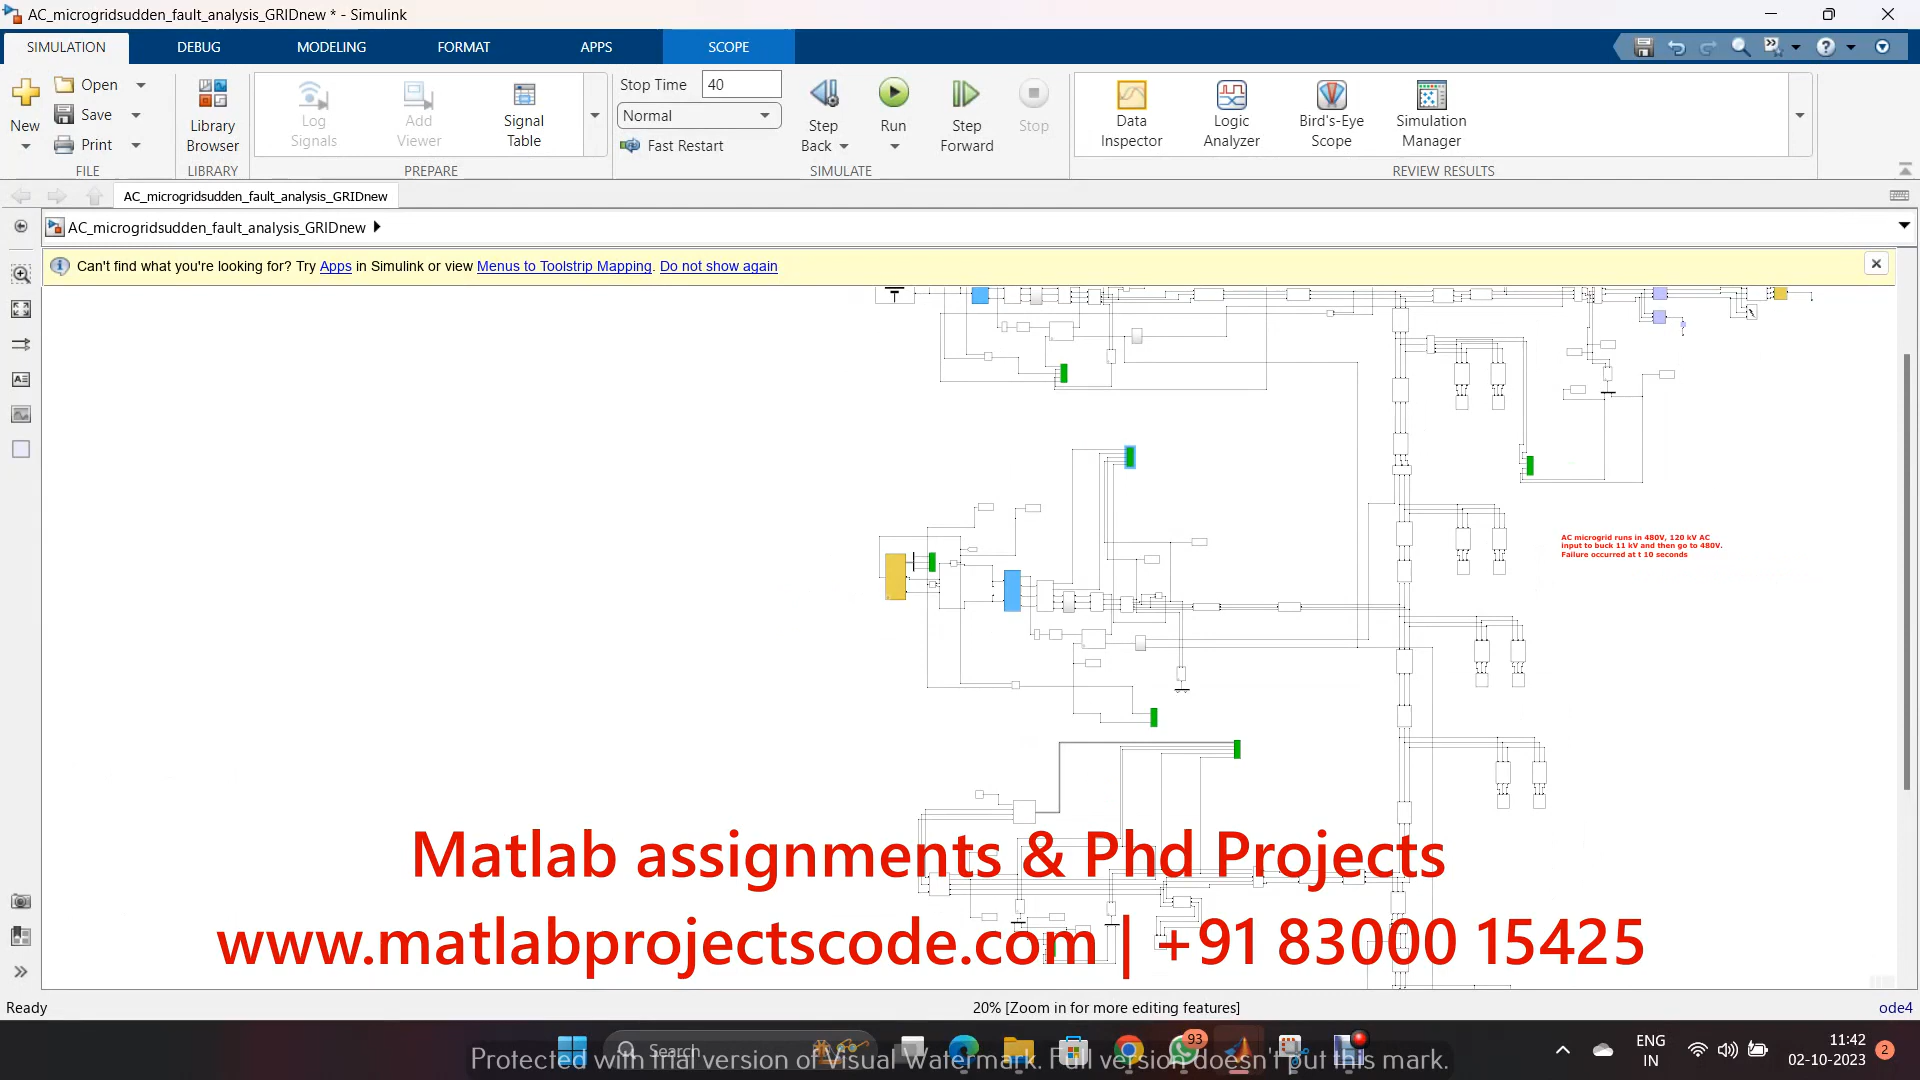 AC_microgridsudden_fault_analysis_GRIDnew * - Simulink
SIMULATION DEBUG MODELING FORMAT APPS SCOPE
New
Open
Save
Print
FILE
Library Browser
LIBRARY
Log Signals
Add Viewer
Signal Table
PREPARE
Stop Time 40
Normal
Fast Restart
Step Back
Run
Step Forward
Stop
SIMULATE
Data Inspector
Logic Analyzer
Bird's-Eye Scope
Simulation Manager
REVIEW RESULTS
AC_microgridsudden_fault_analysis_GRIDnew
AC_microgridsudden_fault_analysis_GRIDnew
Can't find what you're looking for? Try Apps in Simulink or view Menus to Toolstrip Mapping. Do not show again
AC microgrid runs in 480V, 120 kV AC
input to buck 11 kV and then go to 480V.
Failure occurred at t 10 seconds
Matlab assignments & Phd Projects
www.matlabprojectscode.com | +91 83000 15425
Ready
20% [Zoom in for more editing features]
ode4
Search
93
ENG
IN
11:42
02-10-2023
2
Protected with trial version of Visual Watermark. Full version doesn't put this mark.